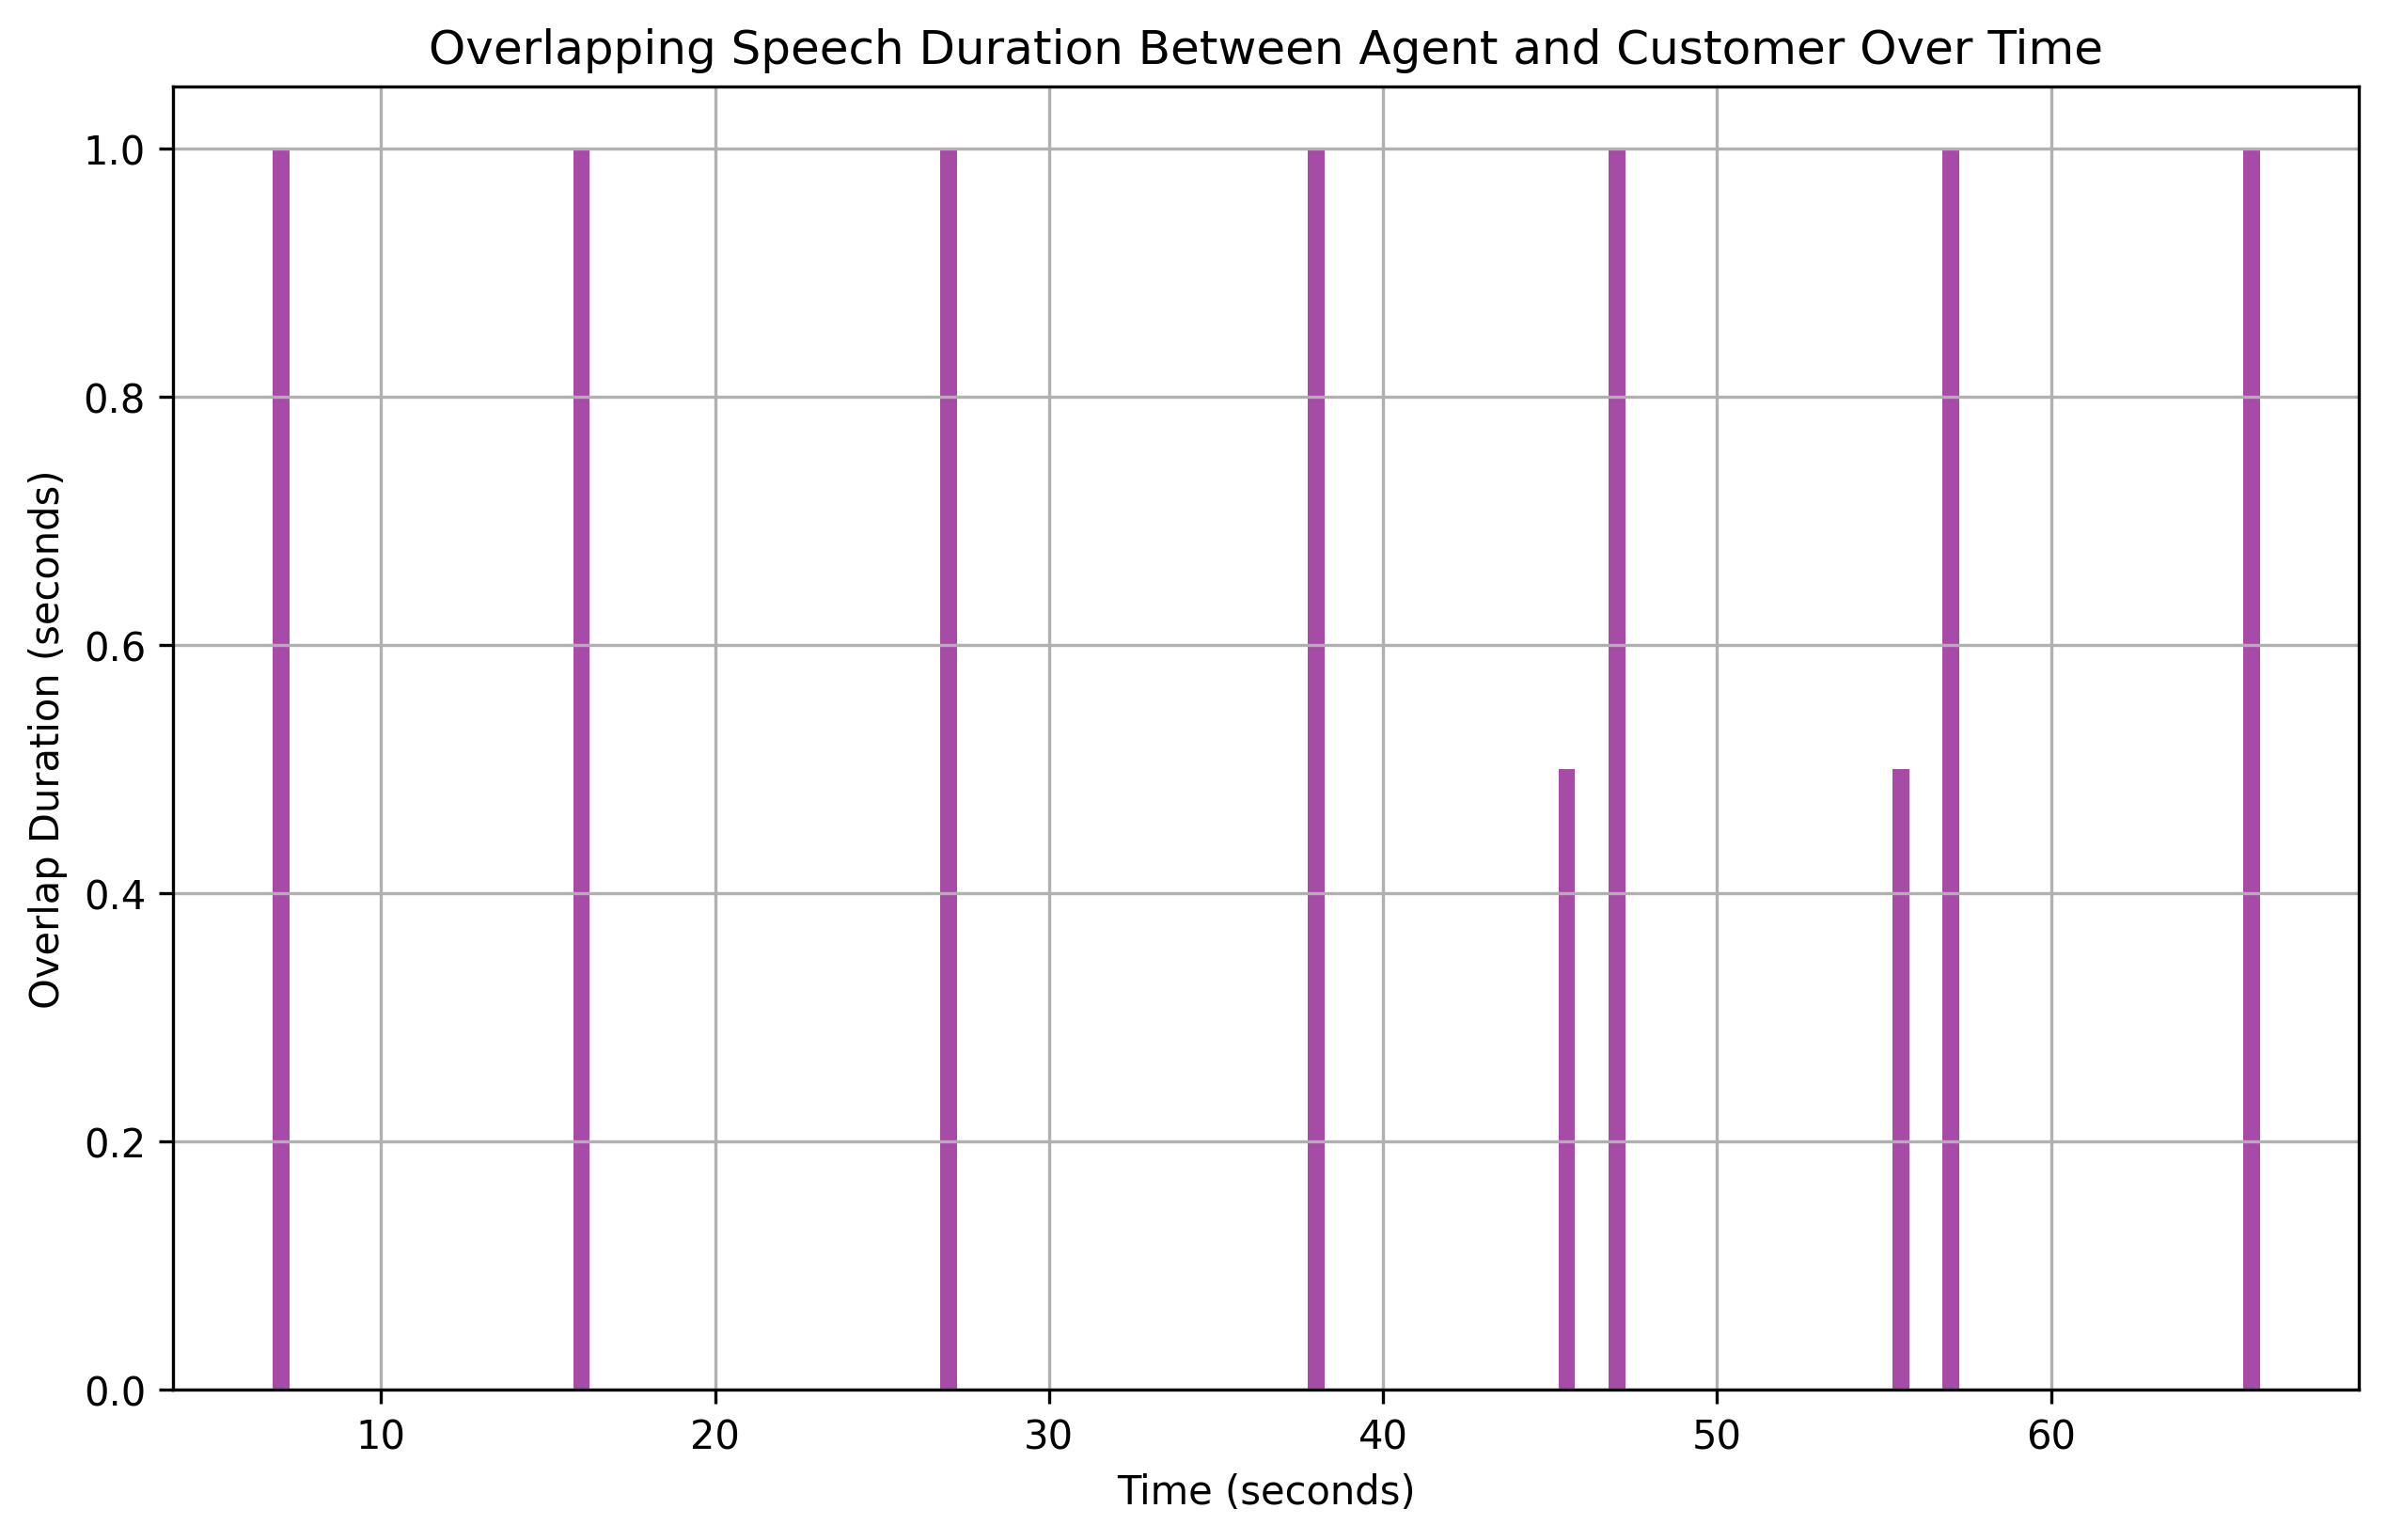 Overlapping Speech Duration Between Agent and Customer Over Time
Overlap Duration (seconds)
1.0
0.8
0.6
0.4
0.2
0.0
10 20 30 40 50 60
Time (seconds)